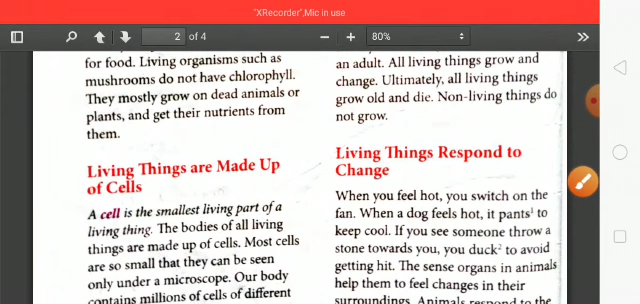 "XRecorder",Mic in use
2 of 4
80%
for food. Living organisms such as
mushrooms do not have chlorophyll.
They mostly grow on dead animals or
plants, and get their nutrients from
them.
Living Things are Made Up
of Cells
A cell is the smallest living part of a
living thing. The bodies of all living
things are made up of cells. Most cells
are so small that they can be seen
only under a microscope. Our body
contains millions of cells of different
an adult. All living things grow and
change. Ultimately, all living things
grow old and die. Non-living things do
not grow.
Living Things Respond to
Change
When you feel hot, you switch on the
fan. When a dog feels hot, it pants¹ to
keep cool. If you see someone throw a
stone towards you, you duck² to avoid
getting hit. The sense organs in animals
help them to feel changes in their
surroundings. Animals respond to the